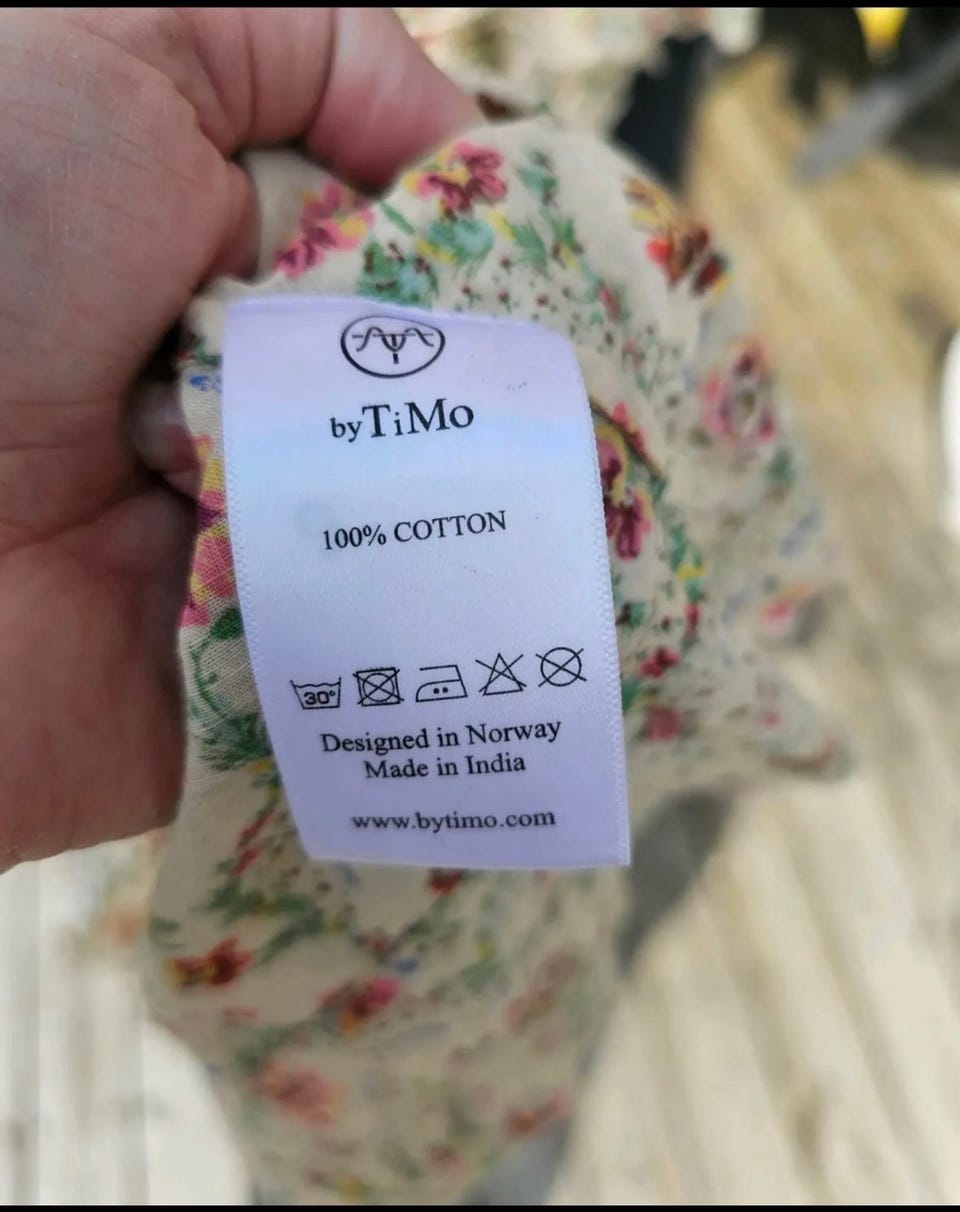 byTiMo
100% COTTON
30°
Designed in Norway
Made in India
www.bytimo.com